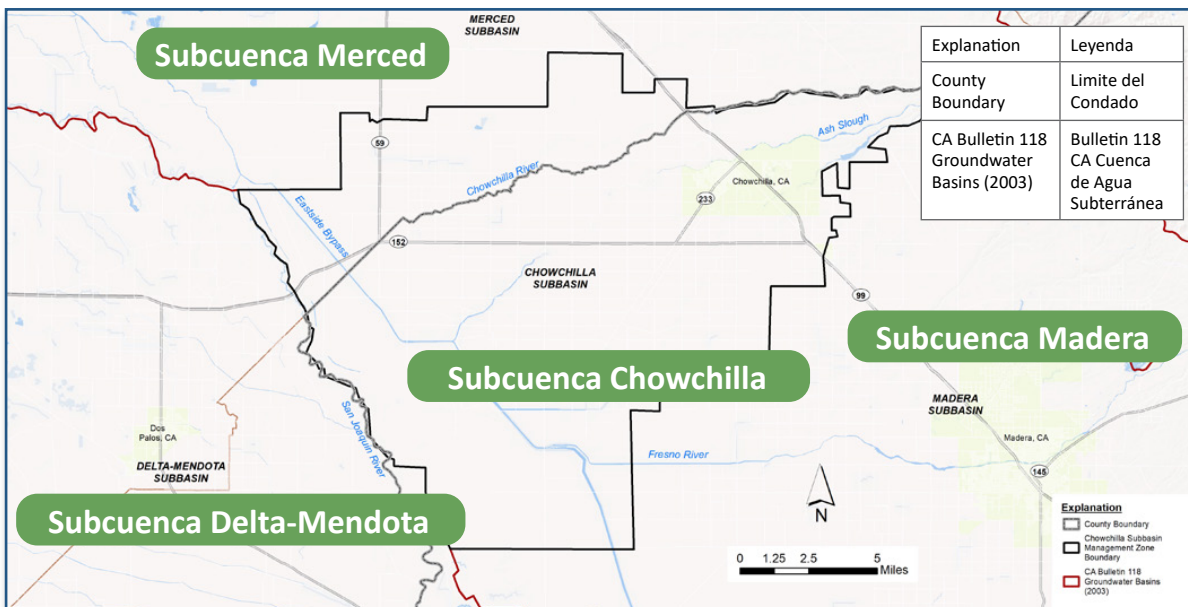 MERCED
SUBBASIN
Subcuenca Merced
Explanation
Leyenda
County
Boundary
Limite del
Condado
CA Bulletin 118
Groundwater
Basins (2003)
Bulletin 118
CA Cuenca
de Agua
Subterránea
59
Ash Slough
Chowchilla River
Chowchilla, CA
233
Eastside Bypass
152
CHOWCHILLA
SUBBASIN
99
Subcuenca Madera
Subcuenca Chowchilla
MADERA
SUBBASIN
San Joaquin River
Dos
Palos, CA
Madera, CA
Fresno River
DELTA-MENDOTA
SUBBASIN
145
Subcuenca Delta-Mendota
N
0 1.25 2.5 5
Miles
Explanation
County Boundary
Chowchilla Subbasin
Management Zone
Boundary
CA Bulletin 118
Groundwater Basins
(2003)